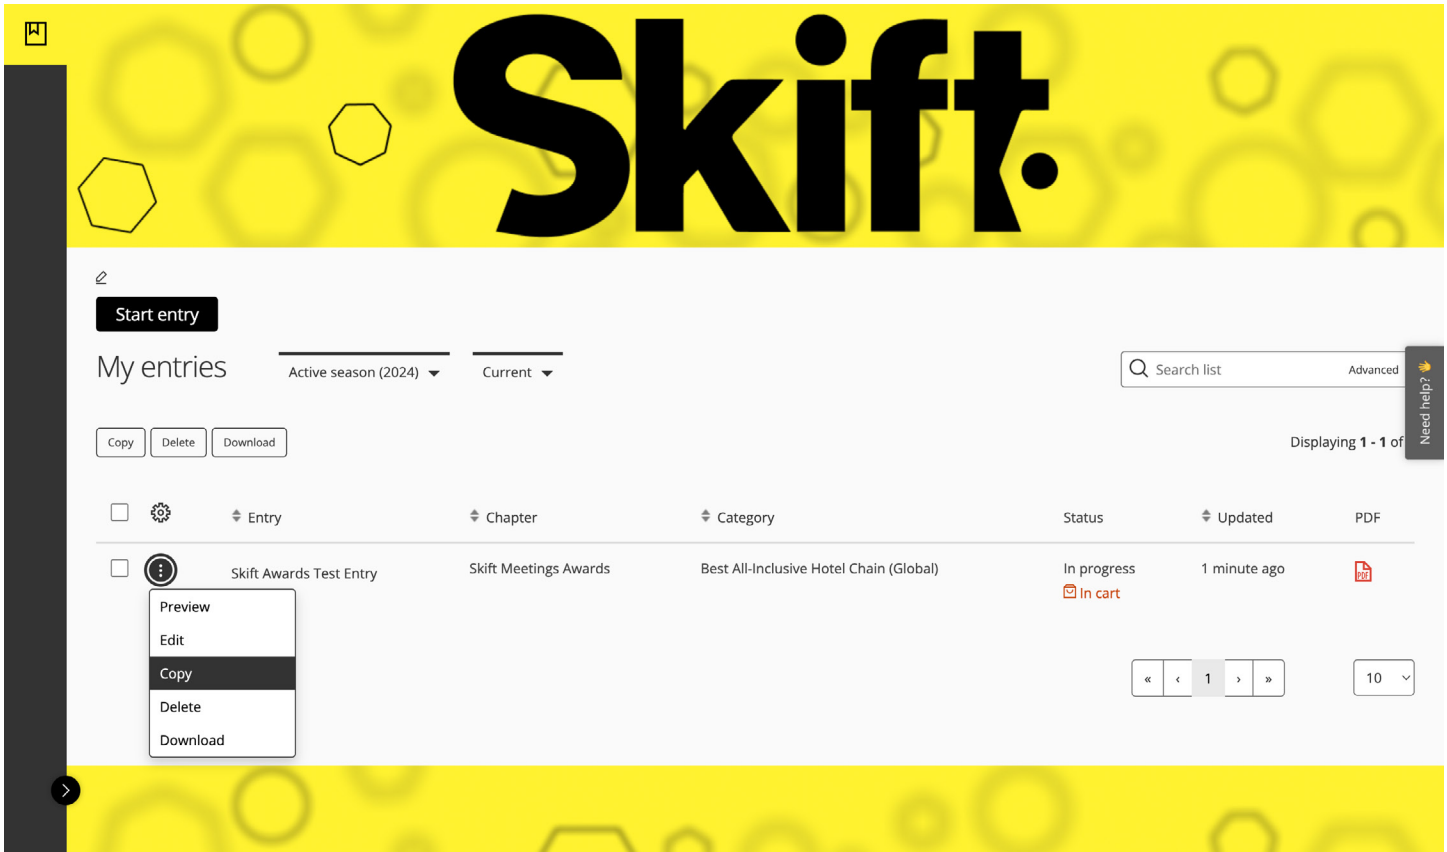 Skift.
Start entry
My entries
Active season (2024)
Current
Search list
Advanced
Need help? 👋
Copy
Delete
Download
Displaying 1 - 1 of
Entry
Chapter
Category
Status
Updated
PDF
Skift Awards Test Entry
Skift Meetings Awards
Best All-Inclusive Hotel Chain (Global)
In progress
In cart
1 minute ago
PDF
Preview
Edit
Copy
Delete
Download
« ‹ 1 › »
10